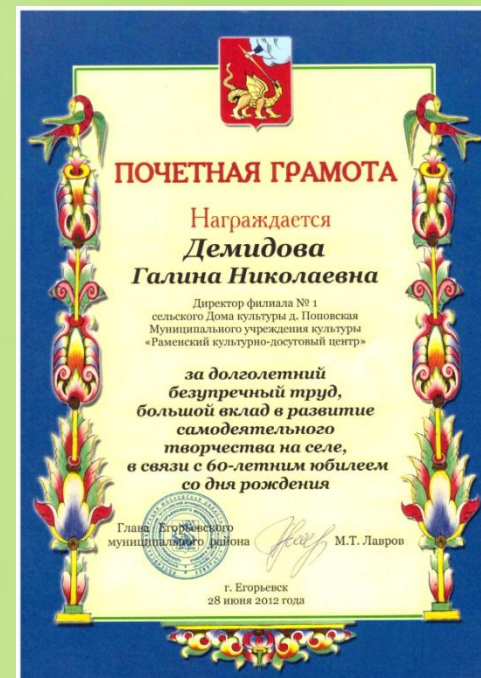 ПОЧЕТНАЯ ГРАМОТА
Награждается
Демидова
Галина Николаевна
Директор филиала № 1
сельского Дома культуры д. Поповская
Муниципального учреждения культуры
«Раменский культурно-досуговый центр»
за долголетний
безупречный труд,
большой вклад в развитие
самодеятельного
творчества на селе,
в связи с 60-летним юбилеем
со дня рождения
Глава Егорьевского
муниципального района М.Т. Лавров
г. Егорьевск
28 июня 2012 года